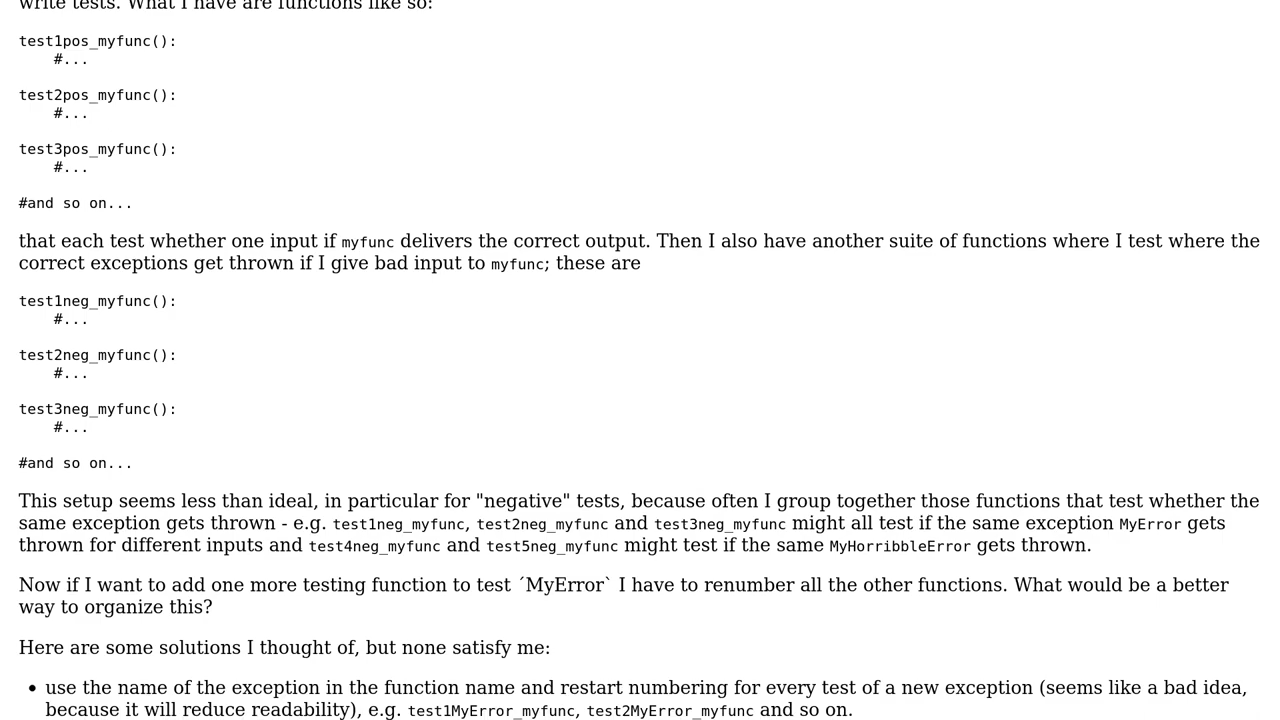 write tests. What I have are functions like so:
test1pos_myfunc():
#...
test2pos_myfunc():
#...
test3pos_myfunc():
#...
#and so on...
that each test whether one input if myfunc delivers the correct output. Then I also have another suite of functions where I test where the
correct exceptions get thrown if I give bad input to myfunc; these are
test1neg_myfunc():
#...
test2neg_myfunc():
#...
test3neg_myfunc():
#...
#and so on...
This setup seems less than ideal, in particular for "negative" tests, because often I group together those functions that test whether the
same exception gets thrown - e.g. test1neg_myfunc, test2neg_myfunc and test3neg_myfunc might all test if the same exception MyError gets
thrown for different inputs and test4neg_myfunc and test5neg_myfunc might test if the same MyHorribbleError gets thrown.
Now if I want to add one more testing function to test ´MyError` I have to renumber all the other functions. What would be a better
way to organize this?
Here are some solutions I thought of, but none satisfy me:
• use the name of the exception in the function name and restart numbering for every test of a new exception (seems like a bad idea,
because it will reduce readability), e.g. test1MyError_myfunc, test2MyError_myfunc and so on.